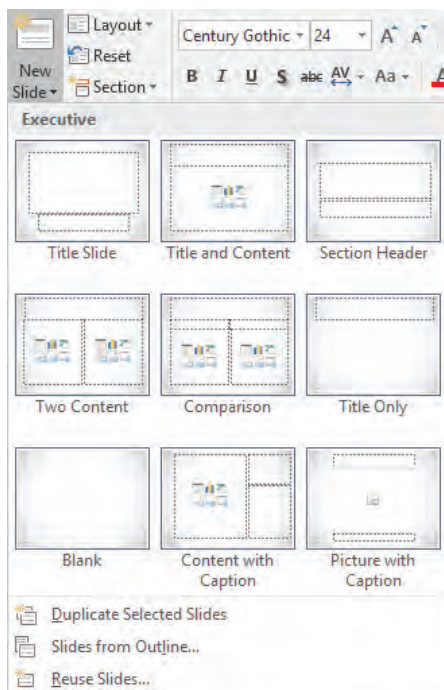 Layout
Century Gothic 24 A A
Reset
New
Slide
Section
B I U S abc AV Aa A
Executive
Title Slide Title and Content Section Header
Two Content Comparison Title Only
Blank Content with Caption Picture with Caption
Duplicate Selected Slides
Slides from Outline...
Reuse Slides...